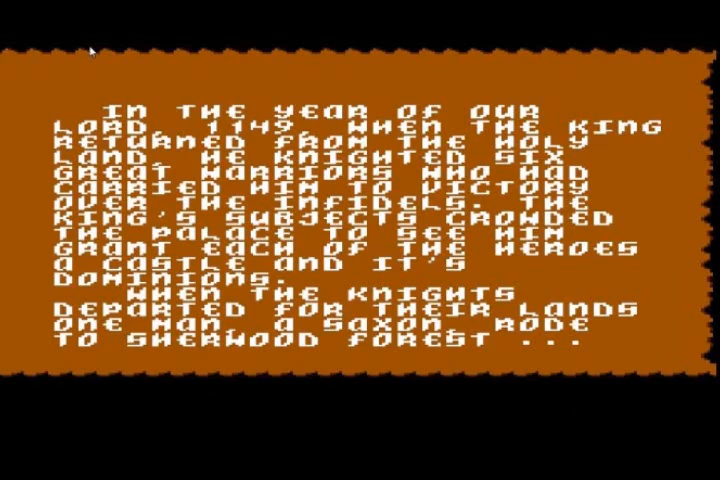 IN THE YEAR OF OUR
LORD, 1149, WHEN THE KING
RETURNED FROM THE HOLY
LAND, HE KNIGHTED SIX
GREAT WARRIORS WHO HAD
CARRIED HIM TO VICTORY
OVER THE INFIDELS. THE
KING'S SUBJECTS CROWDED
THE PALACE TO SEE HIM
GRANT EACH OF THE HEROES
A CASTLE AND IT'S
DOMINIONS.
WHEN THE KNIGHTS
DEPARTED FOR THEIR LANDS
ONE MAN, A SAXON, RODE
TO SHERWOOD FOREST ...